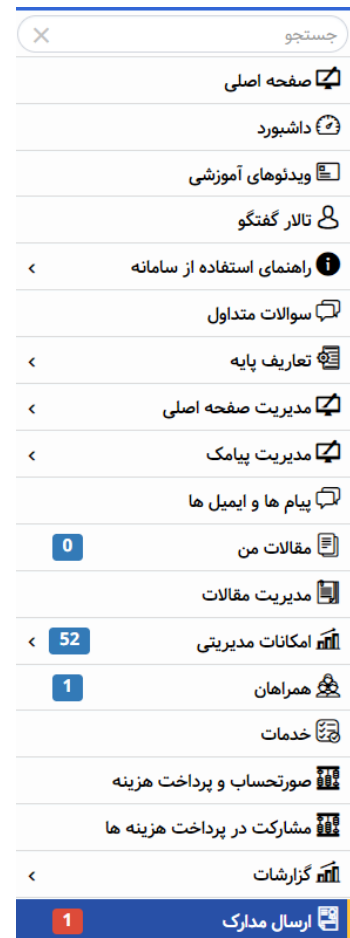 جستجو
صفحه اصلی
داشبورد
ویدئوهای آموزشی
تالار گفتگو
راهنمای استفاده از سامانه
سوالات متداول
تعاریف پایه
مدیریت صفحه اصلی
مدیریت پیامک
پیام ها و ایمیل ها
مقالات من 0
مدیریت مقالات
امکانات مدیریتی 52
همراهان 1
خدمات
صورتحساب و پرداخت هزینه
مشارکت در پرداخت هزینه ها
گزارشات
ارسال مدارک 1